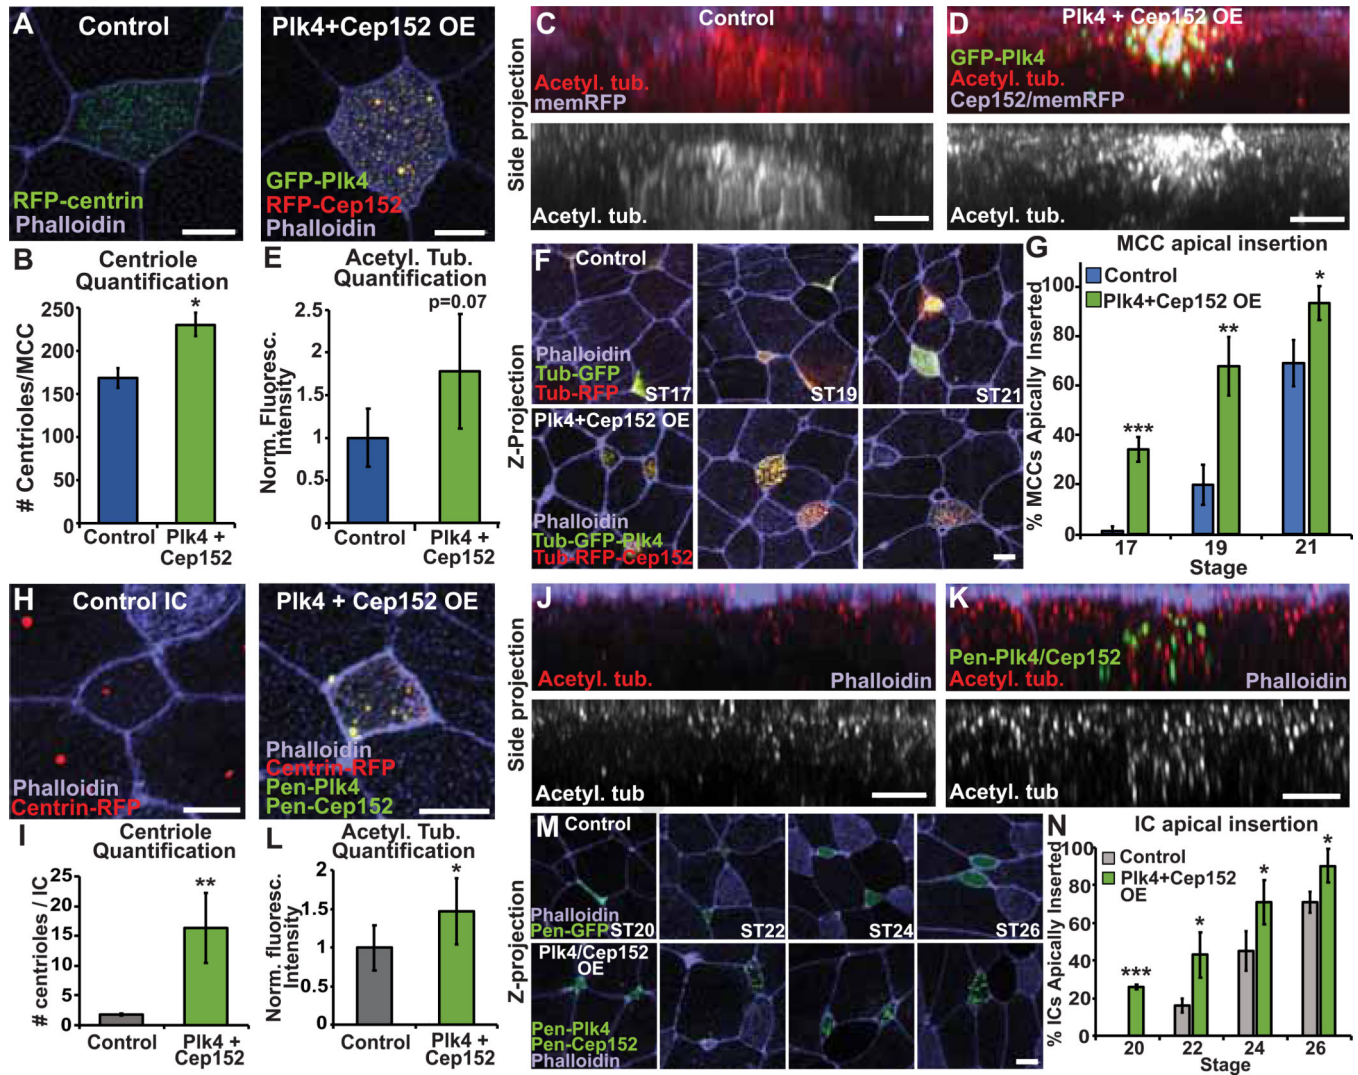 A
Control
RFP-centrin
Phalloidin
Plk4+Cep152 OE
GFP-Plk4
RFP-Cep152
Phalloidin
Side projection
C
Control
Acetyl. tub.
memRFP
Acetyl. tub.
D
Plk4 + Cep152 OE
GFP-Plk4
Acetyl. tub.
Cep152/memRFP
Acetyl. tub.
B
Centriole
Quantification
# Centrioles/MCC
250
200
150
100
50
0
*
Control
Plk4 +
Cep152
E
Acetyl. Tub.
Quantification
p=0.07
Norm. Fluoresc.
Intensity
2.5
2
1.5
1
0.5
0
Control
Plk4 +
Cep152
Z-Projection
F
Control
Phalloidin
Tub-GFP
Tub-RFP
ST17
ST19
ST21
Plk4+Cep152 OE
Phalloidin
Tub-GFP-Plk4
Tub-RFP-Cep152
G
MCC apical insertion
Control
Plk4+Cep152 OE
% MCCs Apically Inserted
100
80
60
40
20
0
***
**
*
17
19
21
Stage
H
Control IC
Phalloidin
Centrin-RFP
Plk4 + Cep152 OE
Phalloidin
Centrin-RFP
Pen-Plk4
Pen-Cep152
Side projection
J
Acetyl. tub.
Phalloidin
Acetyl. tub
K
Pen-Plk4/Cep152
Acetyl. tub.
Phalloidin
Acetyl. tub
I
Centriole
Quantification
# centrioles / IC
25
20
15
10
5
0
**
Control
Plk4 +
Cep152
L
Acetyl. Tub.
Quantification
Norm. fluoresc.
Intensity
2
1.5
1
0.5
0
*
Control
Plk4 +
Cep152
Z-projection
M
Control
Phalloidin
Pen-GFP
ST20
ST22
ST24
ST26
Plk4/Cep152
OE
Pen-Plk4
Pen-Cep152
Phalloidin
N
IC apical insertion
Control
Plk4+Cep152
OE
% ICs Apically Inserted
100
80
60
40
20
0
***
*
*
*
20
22
24
26
Stage